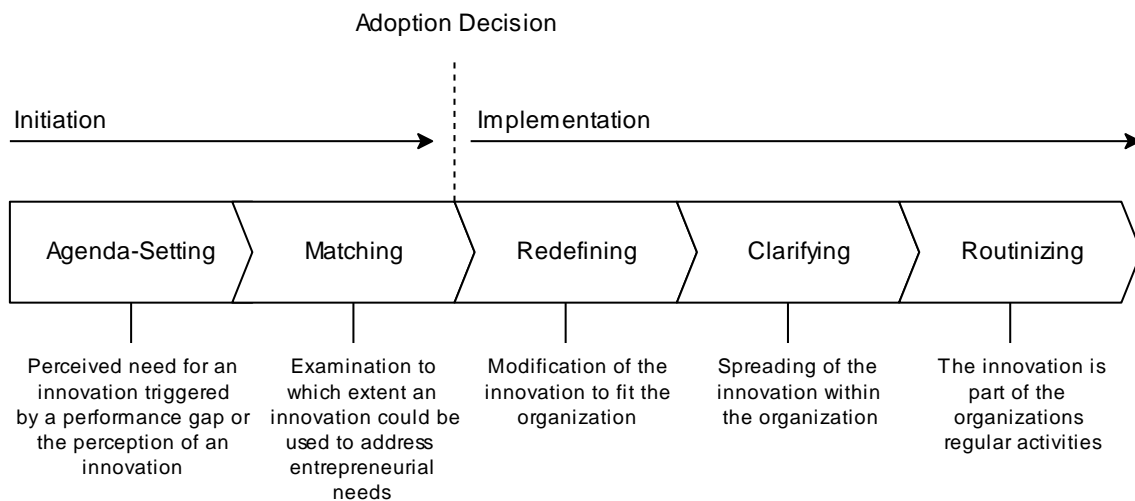 Adoption Decision
Initiation
Implementation
Agenda-Setting
Matching
Redefining
Clarifying
Routinizing
Perceived need for an
innovation triggered
by a performance gap or
the perception of an
innovation
Examination to
which extent an
innovation could be
used to address
entrepreneurial
needs
Modification of the
innovation to fit the
organization
Spreading of the
innovation within
the organization
The innovation is
part of the
organizations
regular activities